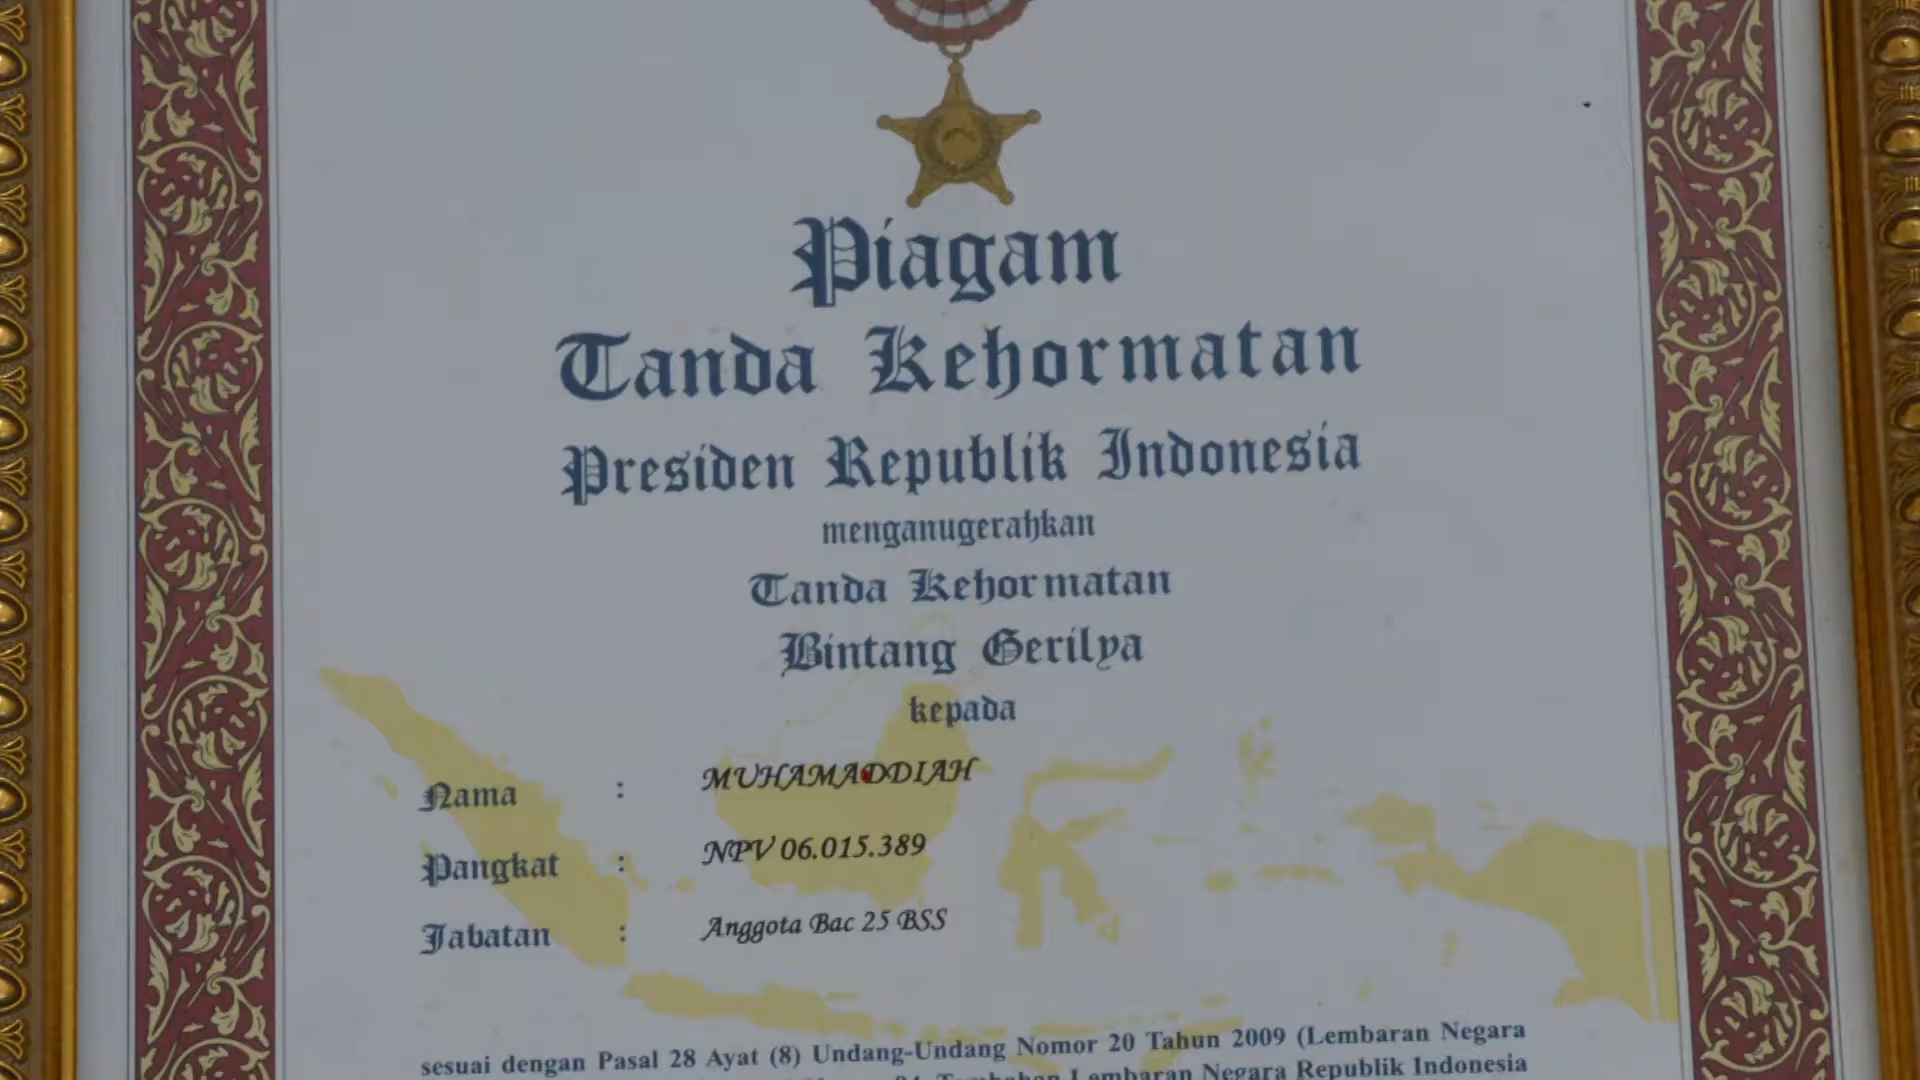 Piagam
Tanda Kehormatan
Presiden Republik Indonesia
menganugerahkan
Tanda Kehormatan
Bintang Gerilya
kepada
Nama : MUHAMADDIAH
Pangkat : NPV 06.015.389
Jabatan : Anggota Bac 25 BSS
sesuai dengan Pasal 28 Ayat (8) Undang-Undang Nomor 20 Tahun 2009 (Lembaran Negara
Lembaran Negara Republik Indonesia